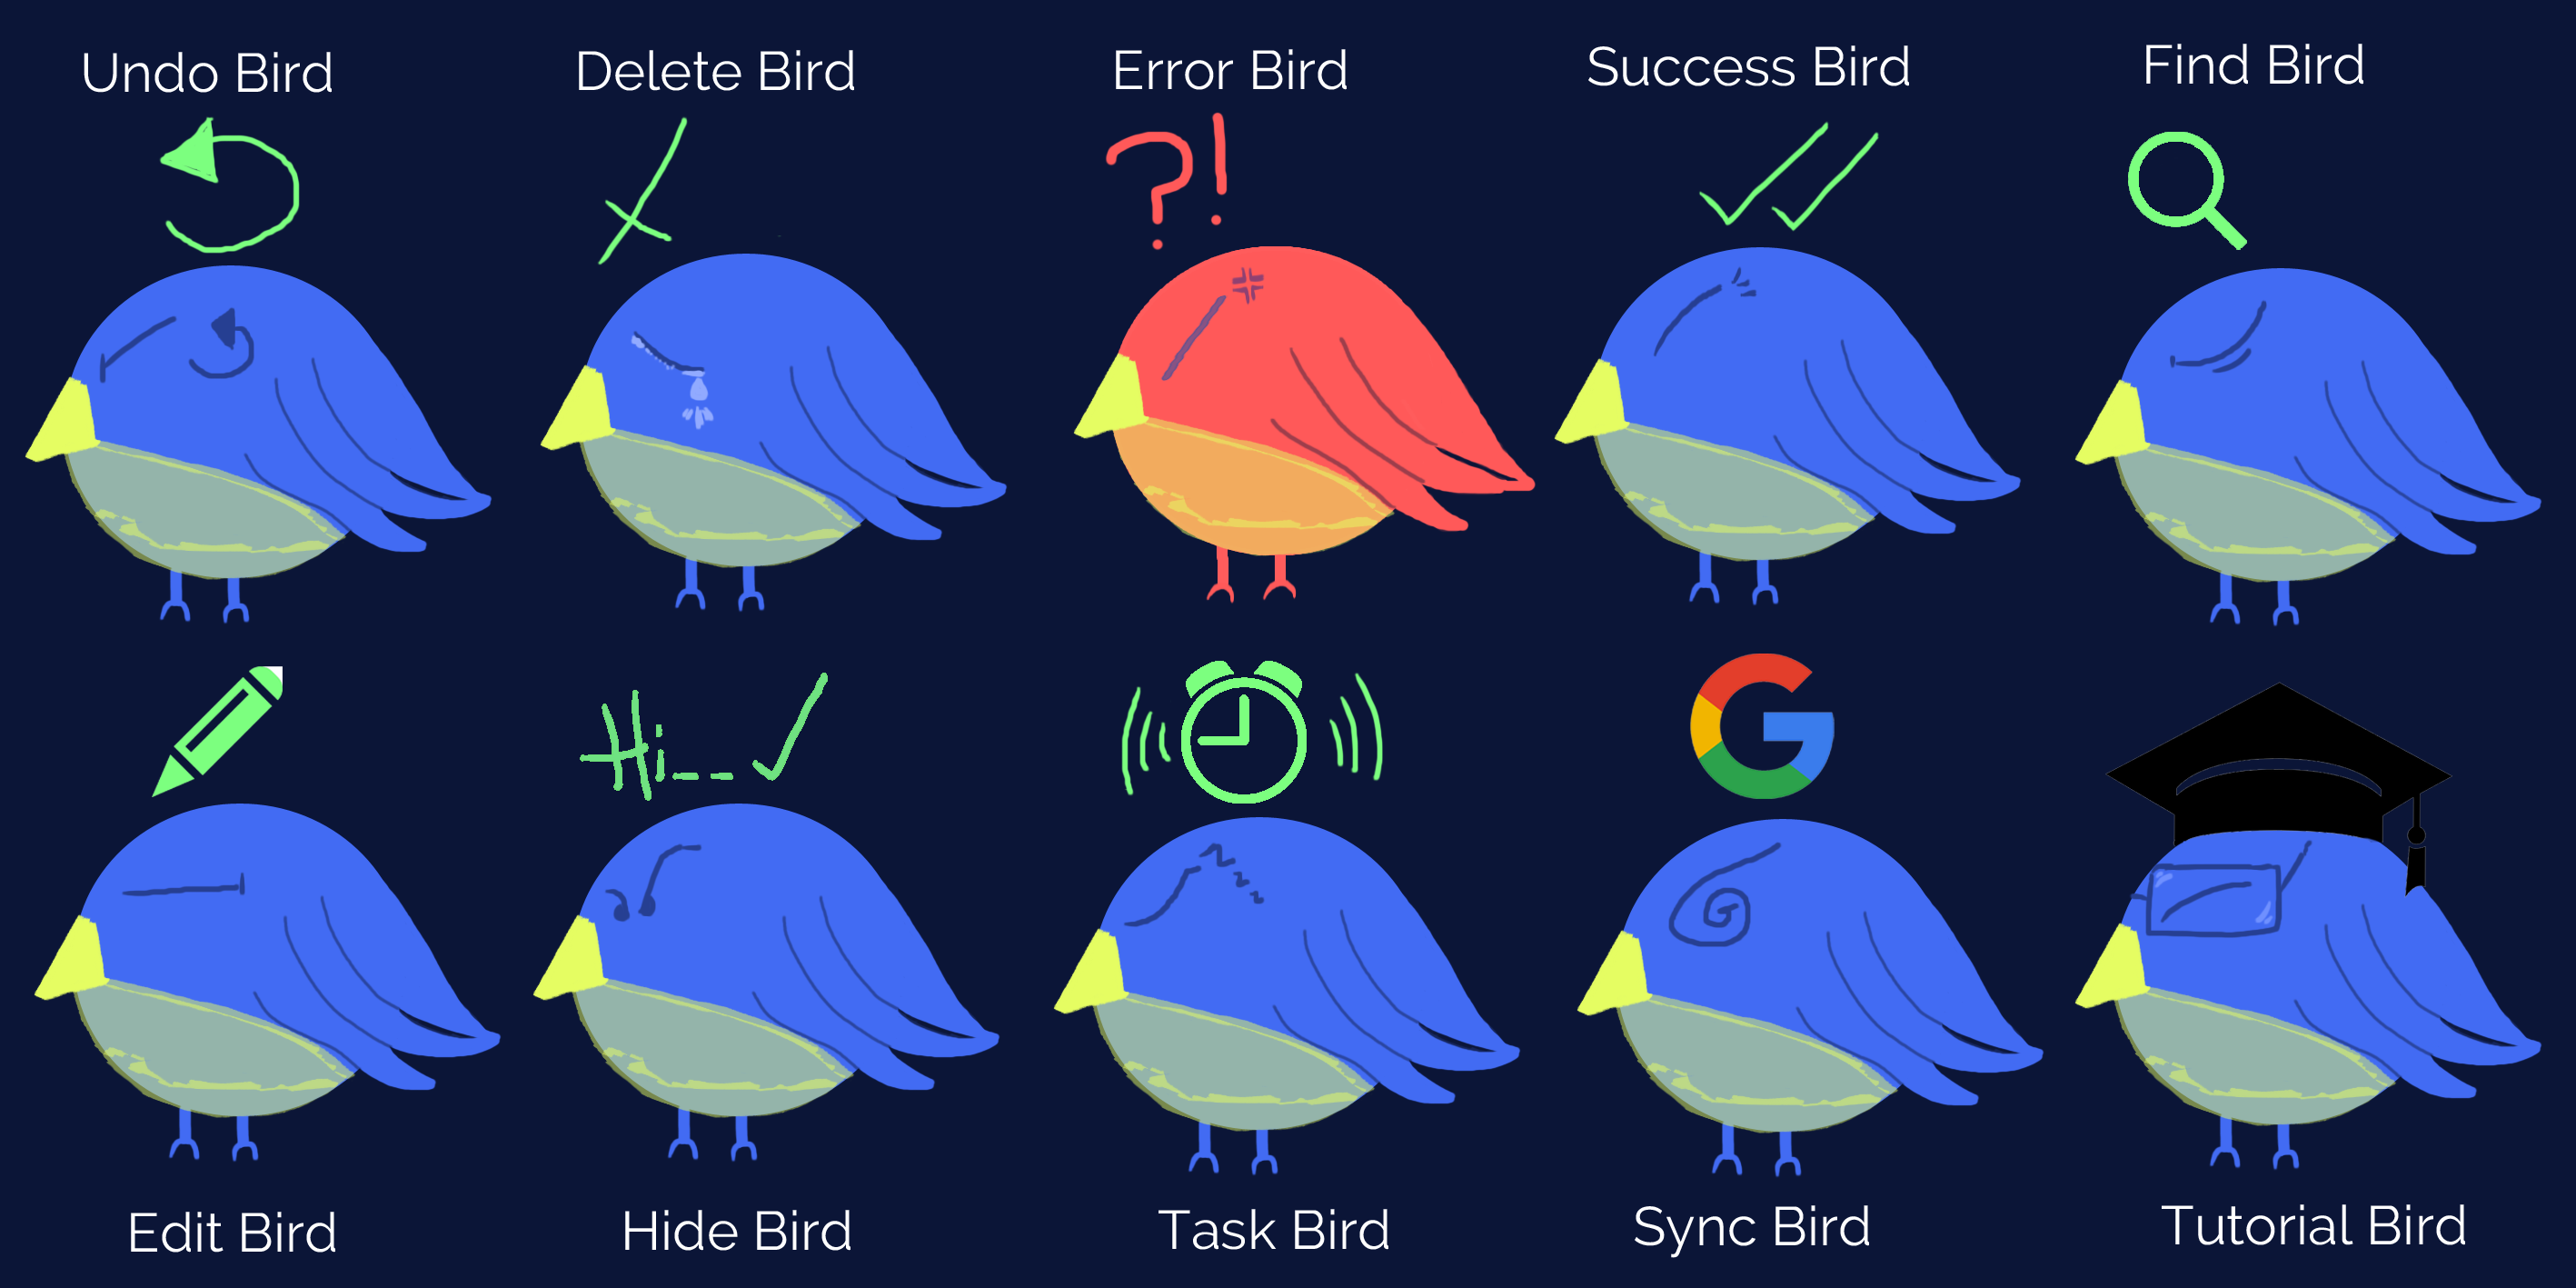 Undo Bird
Delete Bird
Error Bird
Success Bird
Find Bird
?!
Hi__
G
Edit Bird
Hide Bird
Task Bird
Sync Bird
Tutorial Bird